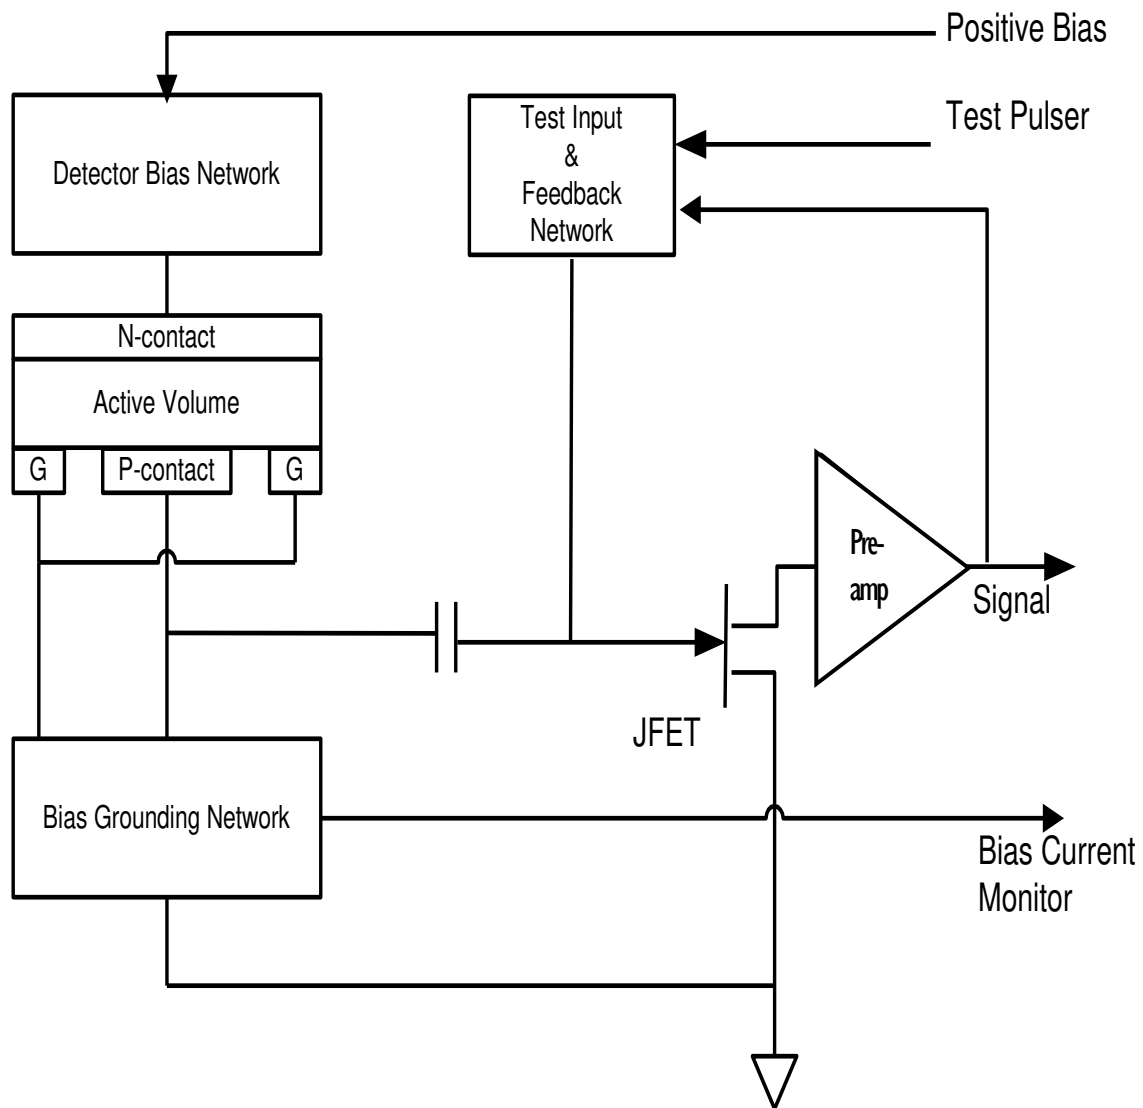 Positive Bias
Test Input
&
Feedback
Network
Test Pulser
Detector Bias Network
N-contact
Active Volume
G
P-contact
G
Pre-
amp
Signal
JFET
Bias Grounding Network
Bias Current
Monitor